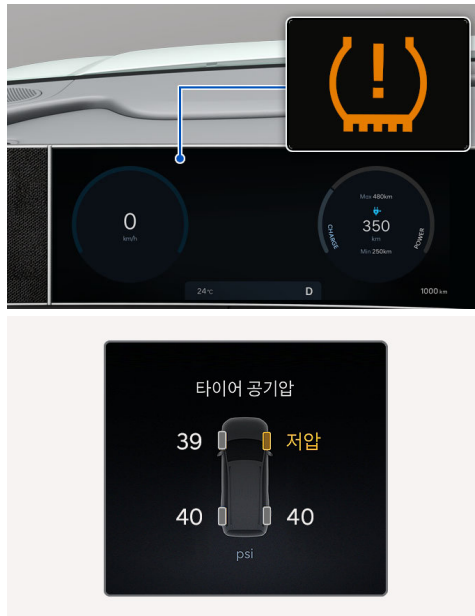 !
0
km/h
Max 480km
350
km
Min 250km
CHARGE
POWER
24°C
D
1000 km
타이어 공기압
39
저압
40
40
psi